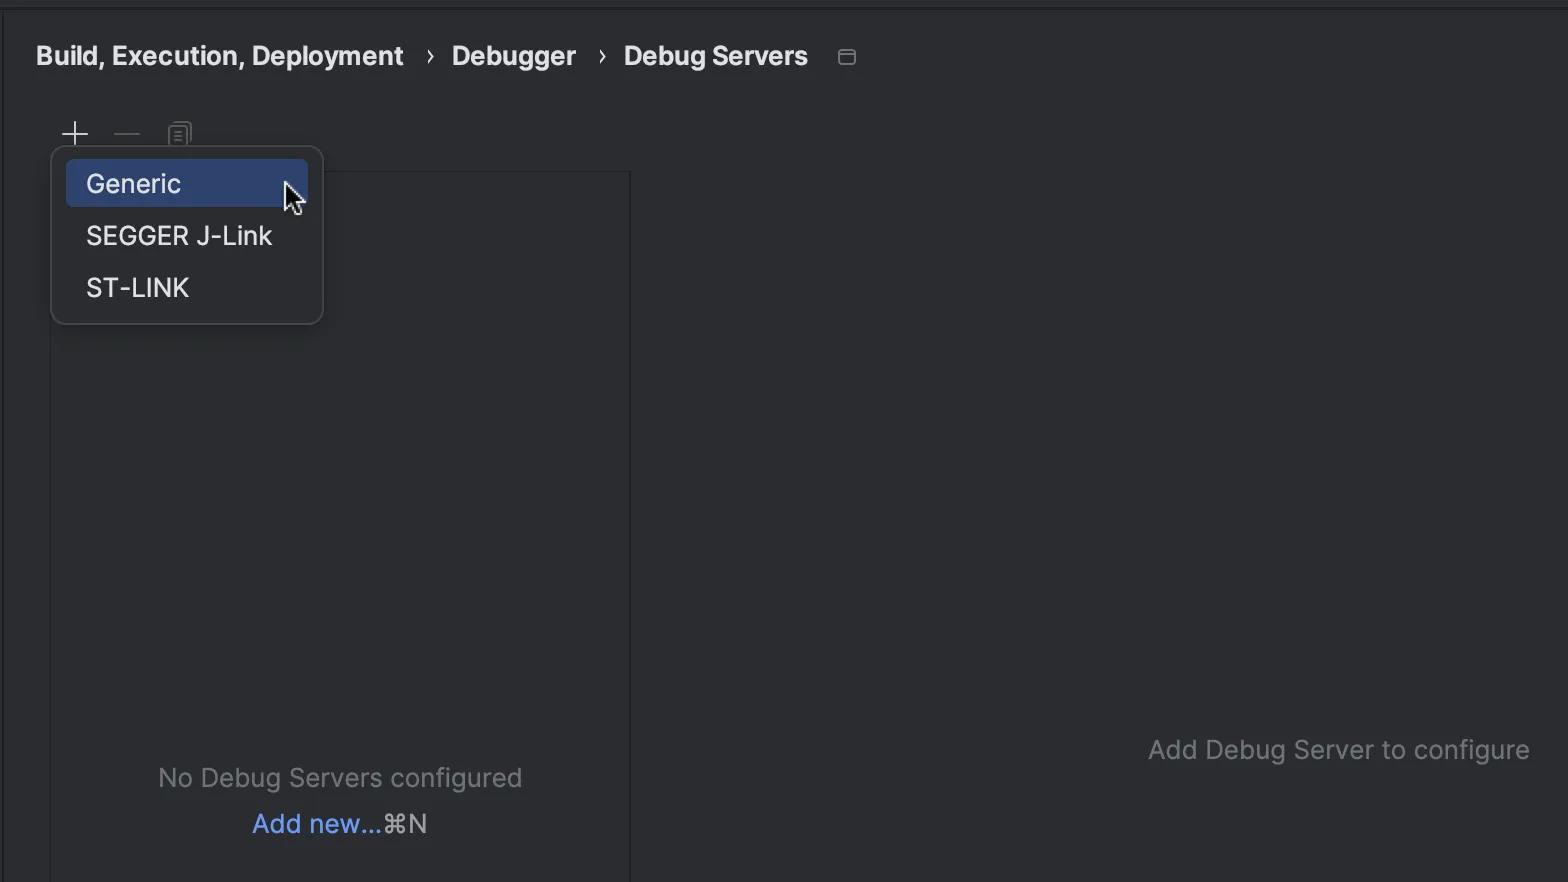 Build, Execution, Deployment › Debugger › Debug Servers
Generic
SEGGER J-Link
ST-LINK
No Debug Servers configured
Add new...⌘N
Add Debug Server to configure